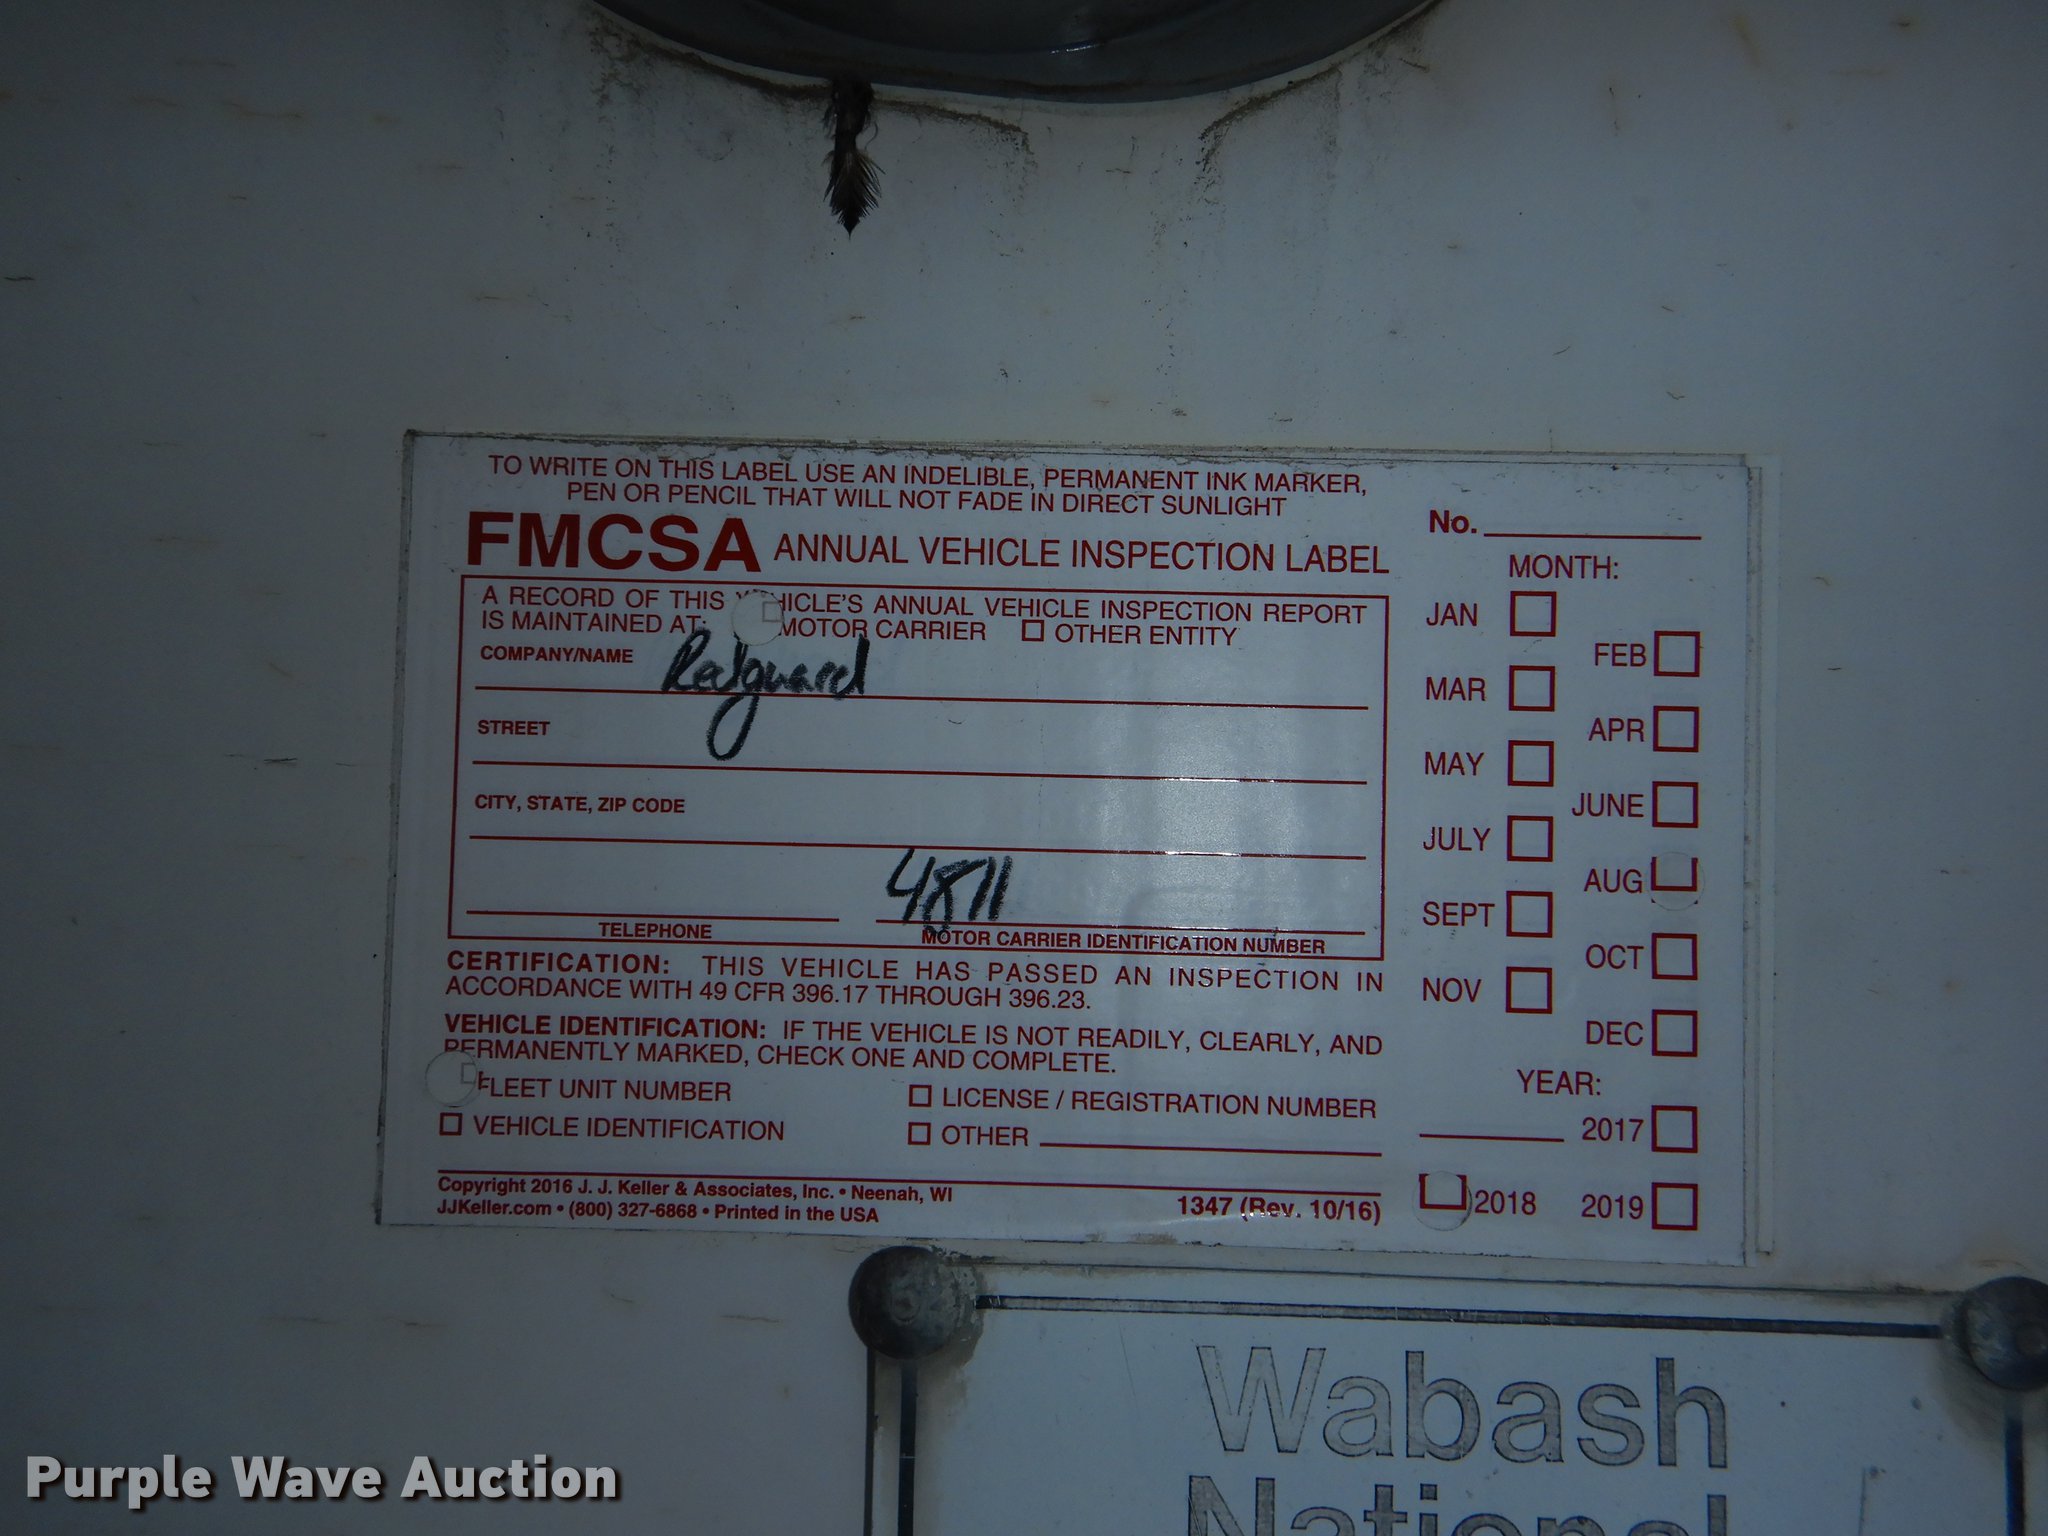 TO WRITE ON THIS LABEL USE AN INDELIBLE, PERMANENT INK MARKER,
PEN OR PENCIL THAT WILL NOT FADE IN DIRECT SUNLIGHT
FMCSA ANNUAL VEHICLE INSPECTION LABEL
A RECORD OF THIS VEHICLE'S ANNUAL VEHICLE INSPECTION REPORT
IS MAINTAINED AT: MOTOR CARRIER OTHER ENTITY
COMPANY/NAME Redguard
STREET
CITY, STATE, ZIP CODE
4811
TELEPHONE MOTOR CARRIER IDENTIFICATION NUMBER
CERTIFICATION: THIS VEHICLE HAS PASSED AN INSPECTION IN
ACCORDANCE WITH 49 CFR 396.17 THROUGH 396.23.
VEHICLE IDENTIFICATION: IF THE VEHICLE IS NOT READILY, CLEARLY, AND
PERMANENTLY MARKED, CHECK ONE AND COMPLETE.
FLEET UNIT NUMBER LICENSE / REGISTRATION NUMBER
VEHICLE IDENTIFICATION OTHER
Copyright 2016 J. J. Keller & Associates, Inc. • Neenah, WI
JJKeller.com • (800) 327-6868 • Printed in the USA 1347 (Rev. 10/16)
No.
MONTH:
JAN
FEB
MAR
APR
MAY
JUNE
JULY
AUG
SEPT
OCT
NOV
DEC
YEAR:
2017
2018 2019
Wabash
National
Purple Wave Auction